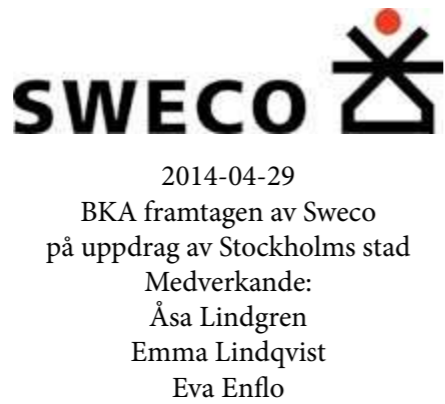 SWECO
2014-04-29
BKA framtagen av Sweco
på uppdrag av Stockholms stad
Medverkande:
Åsa Lindgren
Emma Lindqvist
Eva Enflo